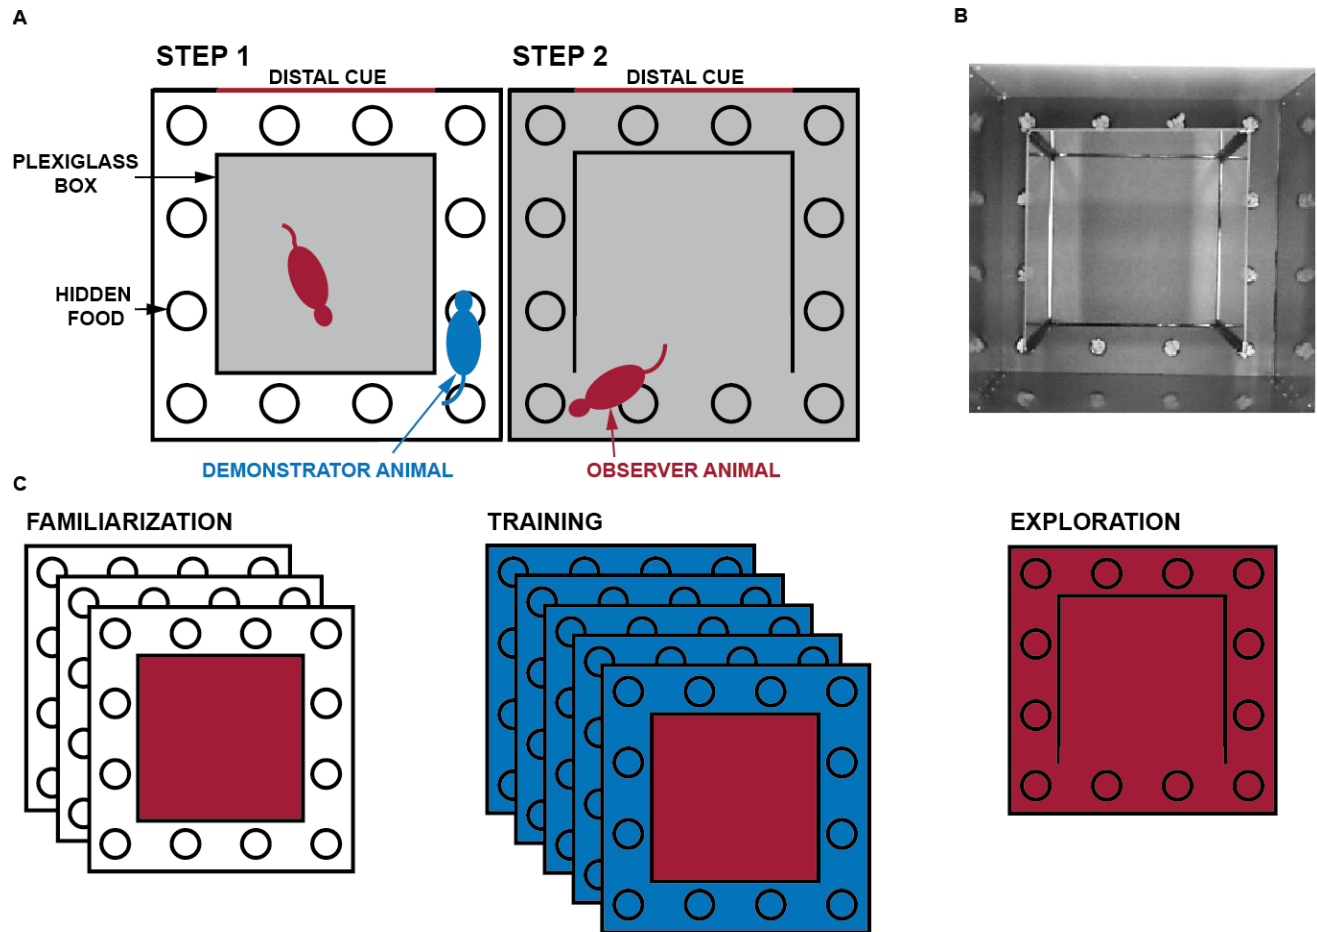 A
B
STEP 1
STEP 2
DISTAL CUE
DISTAL CUE
PLEXIGLASS
BOX
HIDDEN
FOOD
DEMONSTRATOR ANIMAL
OBSERVER ANIMAL
C
FAMILIARIZATION
TRAINING
EXPLORATION